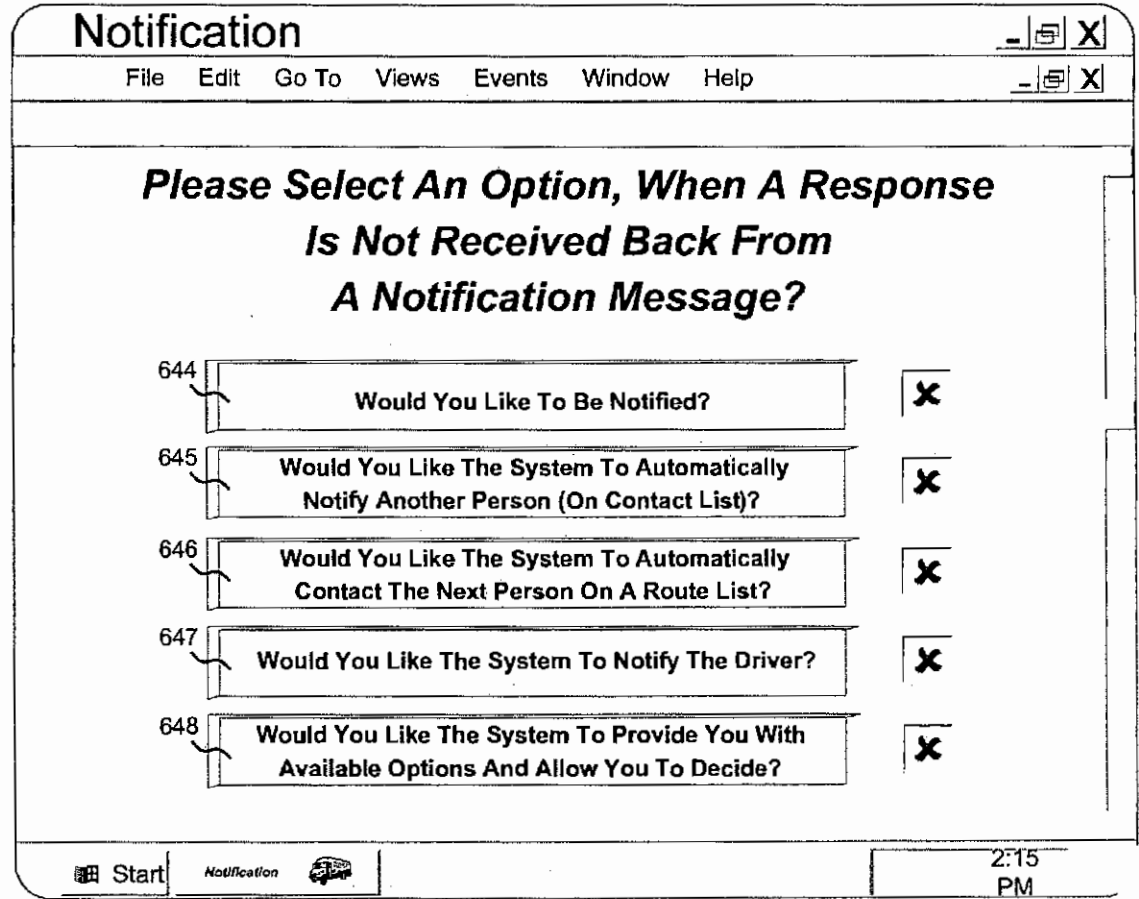 Notification
File Edit Go To Views Events Window Help
Please Select An Option, When A Response
Is Not Received Back From
A Notification Message?
644
Would You Like To Be Notified?
645
Would You Like The System To Automatically
Notify Another Person (On Contact List)?
646
Would You Like The System To Automatically
Contact The Next Person On A Route List?
647
Would You Like The System To Notify The Driver?
648
Would You Like The System To Provide You With
Available Options And Allow You To Decide?
Start
Notification
2:15
PM